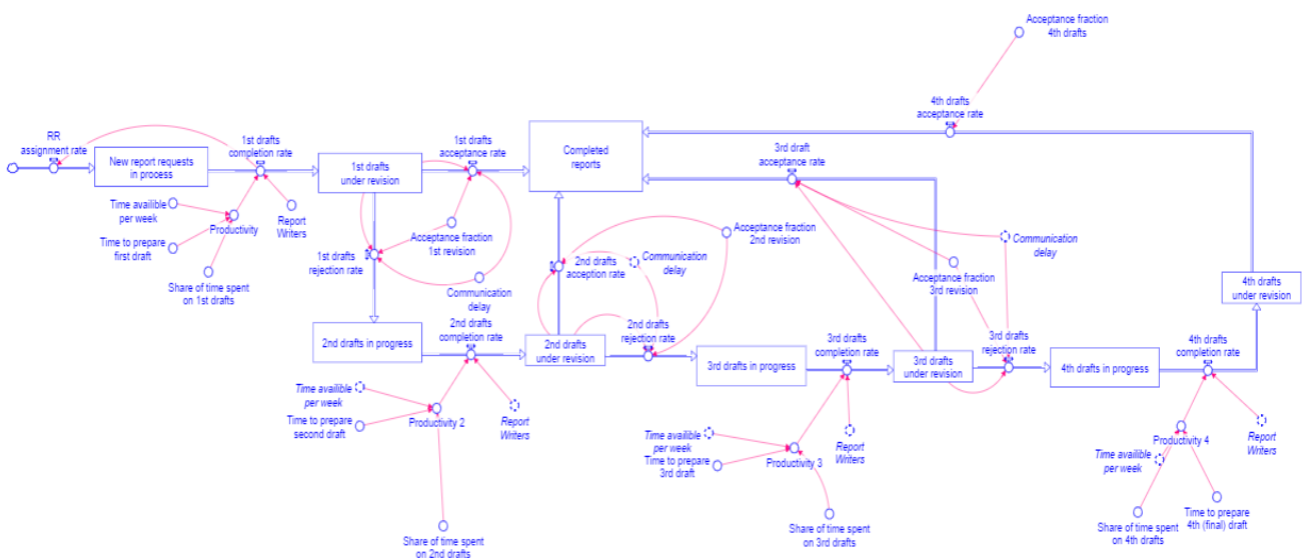 Acceptance fraction
4th drafts
4th drafts
acceptance rate
RR
assignment rate
1st drafts
completion rate
1st drafts
acceptance rate
Completed
reports
3rd draft
acceptance rate
New report requests
in process
1st drafts
under revision
Time availible
per week
Productivity
Report
Writers
Time to prepare
first draft
Share of time spent
on 1st drafts
1st drafts
rejection rate
Acceptance fraction
1st revision
Communication
delay
2nd drafts
acception rate
Communication
delay
Acceptance fraction
2nd revision
Communication
delay
Acceptance fraction
3rd revision
4th drafts
under revision
2nd drafts in progress
2nd drafts
completion rate
2nd drafts
under revision
2nd drafts
rejection rate
3rd drafts in progress
3rd drafts
completion rate
3rd drafts
under revision
3rd drafts
rejection rate
4th drafts in progress
4th drafts
completion rate
Time availible
per week
Time to prepare
second draft
Productivity 2
Report
Writers
Share of time spent
on 2nd drafts
Time availible
per week
Time to prepare
3rd draft
Productivity 3
Report
Writers
Share of time spent
on 3rd drafts
Productivity 4
Report
Writers
Time availible
per week
Share of time spent
on 4th drafts
Time to prepare
4th (final) draft